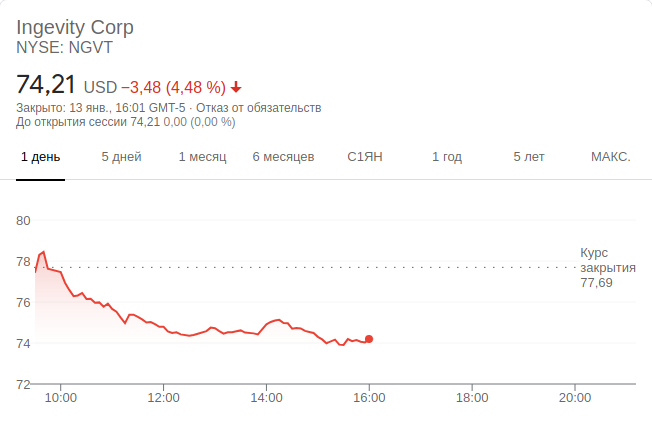 Ingevity Corp
NYSE: NGVT
74,21 USD −3,48 (4,48 %)
Закрыто: 13 янв., 16:01 GMT-5 · Отказ от обязательств
До открытия сессии 74,21 0,00 (0,00 %)
1 день 5 дней 1 месяц 6 месяцев С1ЯН 1 год 5 лет МАКС.
80
78
76
74
72
Курс
закрытия
77,69
10:00 12:00 14:00 16:00 18:00 20:00